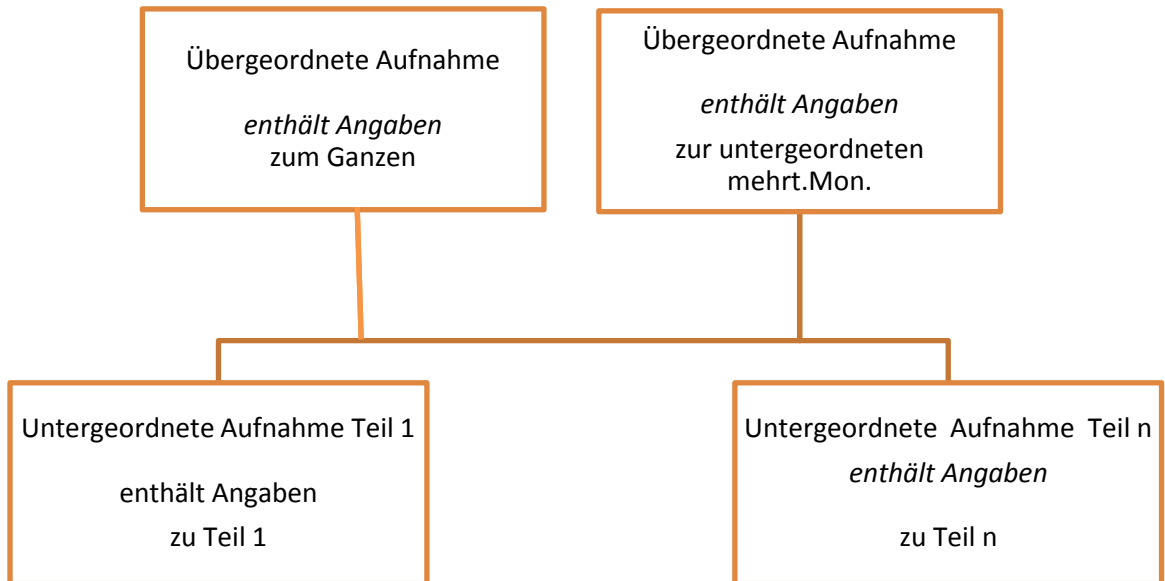 Übergeordnete Aufnahme
enthält Angaben
zum Ganzen
Übergeordnete Aufnahme
enthält Angaben
zur untergeordneten
mehrt.Mon.
Untergeordnete Aufnahme Teil 1
enthält Angaben
zu Teil 1
Untergeordnete Aufnahme Teil n
enthält Angaben
zu Teil n